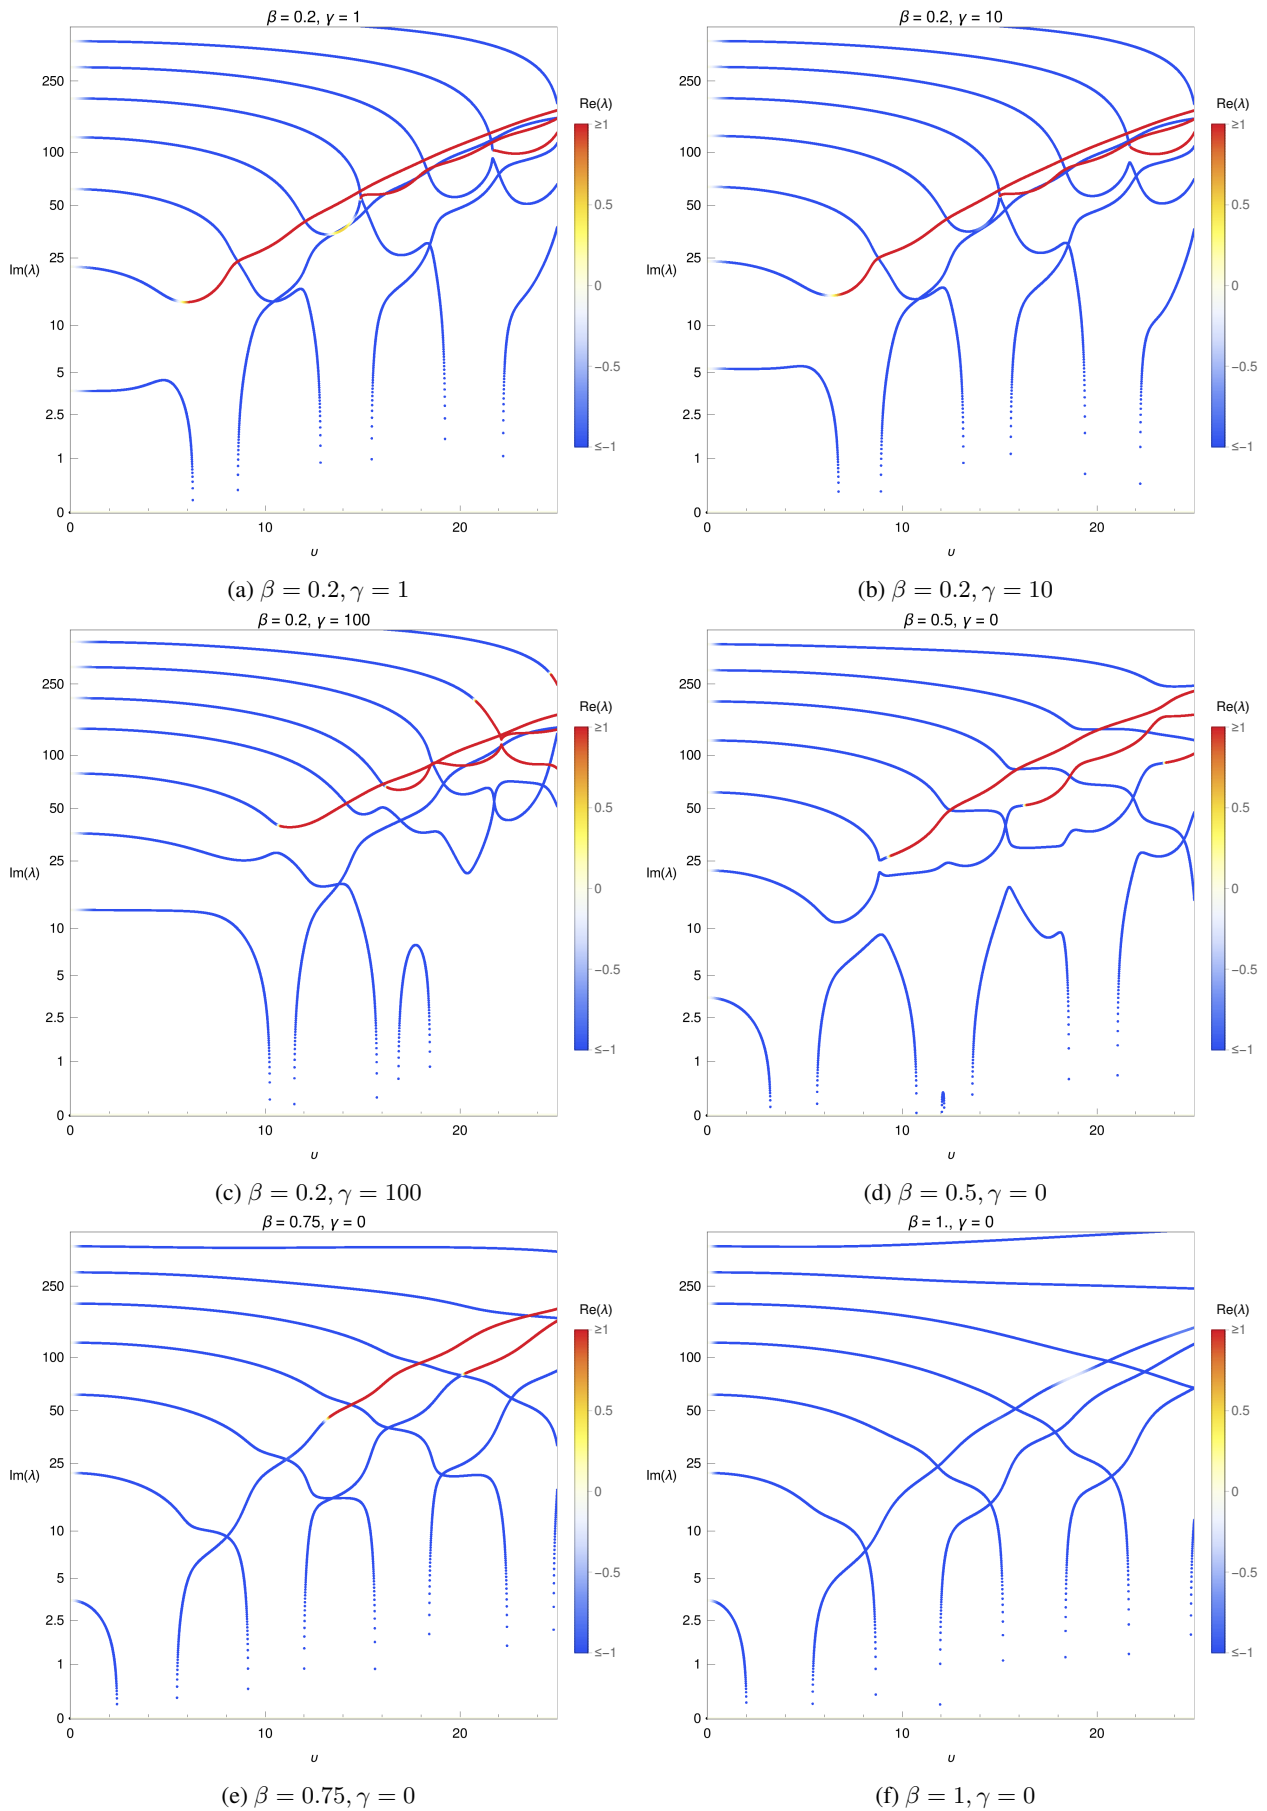 β = 0.2, γ = 1
250
100
50
25
10
5
2.5
1
0
Im(λ)
0 10 20
υ
Re(λ)
≥1
0.5
0
−0.5
≤−1
(a) β = 0.2, γ = 1
β = 0.2, γ = 10
250
100
50
25
10
5
2.5
1
0
Im(λ)
0 10 20
υ
Re(λ)
≥1
0.5
0
−0.5
≤−1
(b) β = 0.2, γ = 10
β = 0.2, γ = 100
250
100
50
25
10
5
2.5
1
0
Im(λ)
0 10 20
υ
Re(λ)
≥1
0.5
0
−0.5
≤−1
(c) β = 0.2, γ = 100
β = 0.5, γ = 0
250
100
50
25
10
5
2.5
1
0
Im(λ)
0 10 20
υ
Re(λ)
≥1
0.5
0
−0.5
≤−1
(d) β = 0.5, γ = 0
β = 0.75, γ = 0
250
100
50
25
10
5
2.5
1
0
Im(λ)
0 10 20
υ
Re(λ)
≥1
0.5
0
−0.5
≤−1
(e) β = 0.75, γ = 0
β = 1., γ = 0
250
100
50
25
10
5
2.5
1
0
Im(λ)
0 10 20
υ
Re(λ)
≥1
0.5
0
−0.5
≤−1
(f) β = 1, γ = 0